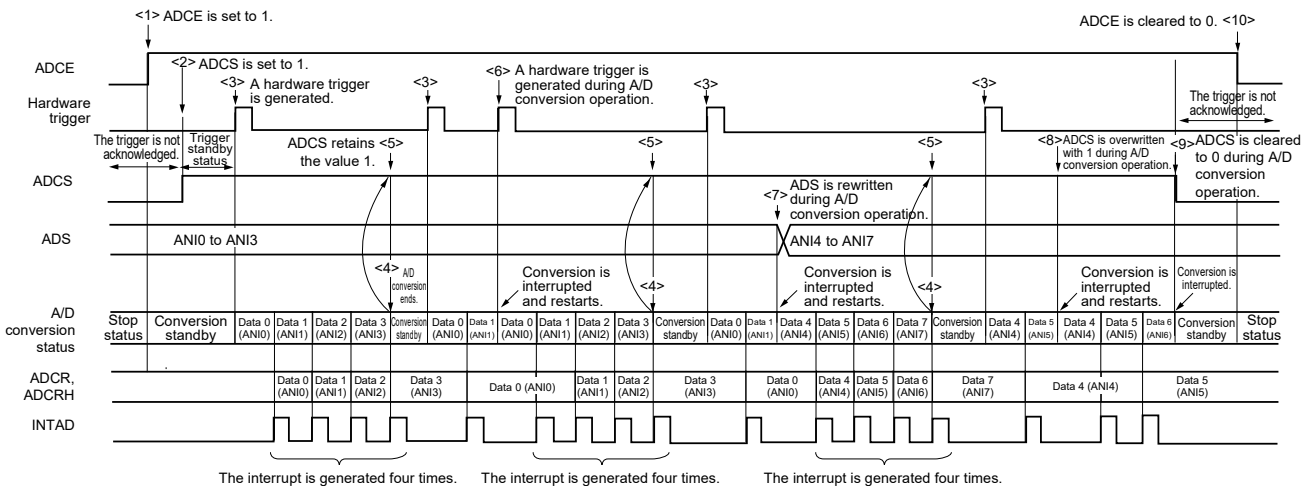 <1> ADCE is set to 1.
ADCE is cleared to 0. <10>
ADCE
<2> ADCS is set to 1.
<3> A hardware trigger
is generated.
<3>
<6> A hardware trigger is
generated during A/D
conversion operation.
<3>
<3>
The trigger is not
acknowledged.
Hardware
trigger
The trigger is not
acknowledged.
Trigger
standby
status
ADCS retains <5>
the value 1.
<5>
<5>
<8> ADCS is overwritten
with 1 during A/D
conversion operation.
<9> ADCS is cleared
to 0 during A/D
conversion
operation.
ADCS
<7> ADS is rewritten
during A/D
conversion operation.
ADS
ANI0 to ANI3
ANI4 to ANI7
<4> A/D
conversion
ends.
Conversion is
interrupted
and restarts.
<4>
Conversion is
interrupted
and restarts.
<4>
Conversion is
interrupted
and restarts.
Conversion is
interrupted.
A/D
conversion
status
Stop
status
Conversion
standby
Data 0
(ANI0)
Data 1
(ANI1)
Data 2
(ANI2)
Data 3
(ANI3)
Conversion
standby
Data 0
(ANI0)
Data 1
(ANI1)
Data 0
(ANI0)
Data 1
(ANI1)
Data 2
(ANI2)
Data 3
(ANI3)
Conversion
standby
Data 0
(ANI0)
Data 1
(ANI1)
Data 4
(ANI4)
Data 5
(ANI5)
Data 6
(ANI6)
Data 7
(ANI7)
Conversion
standby
Data 4
(ANI4)
Data 5
(ANI5)
Data 4
(ANI4)
Data 5
(ANI5)
Data 6
(ANI6)
Conversion
standby
Stop
status
ADCR,
ADCRH
Data 0
(ANI0)
Data 1
(ANI1)
Data 2
(ANI2)
Data 3
(ANI3)
Data 0 (ANI0)
Data 1
(ANI1)
Data 2
(ANI2)
Data 3
(ANI3)
Data 0
(ANI0)
Data 4
(ANI4)
Data 5
(ANI5)
Data 6
(ANI6)
Data 7
(ANI7)
Data 4 (ANI4)
Data 5
(ANI5)
INTAD
The interrupt is generated four times.
The interrupt is generated four times.
The interrupt is generated four times.